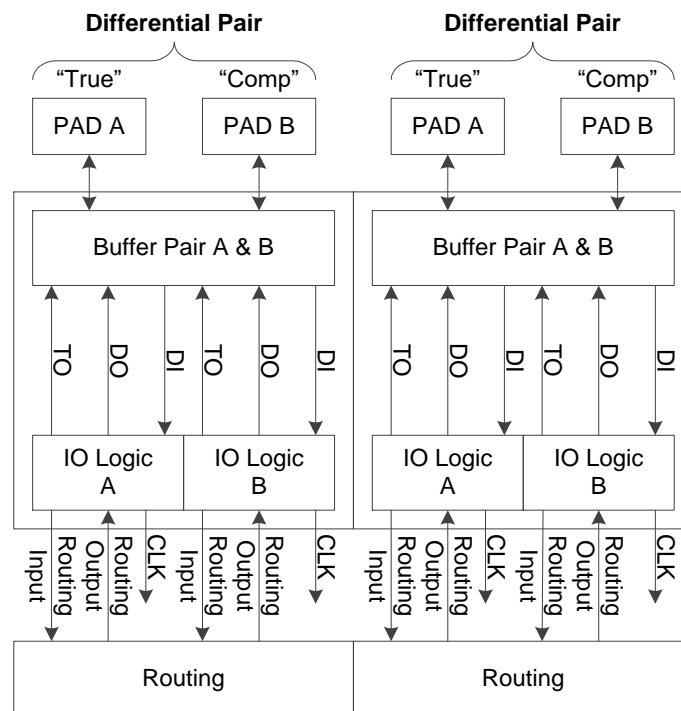 Differential Pair Differential Pair
“True” “Comp” “True” “Comp”
PAD A PAD B PAD A PAD B
Buffer Pair A & B Buffer Pair A & B
TO DO DI TO DO DI TO DO DI TO DO DI
IO Logic IO Logic IO Logic IO Logic
A B A B
Routing Input Routing Output CLK Routing Input Routing Output CLK Routing Input Routing Output CLK Routing Input Routing Output CLK
Routing Routing